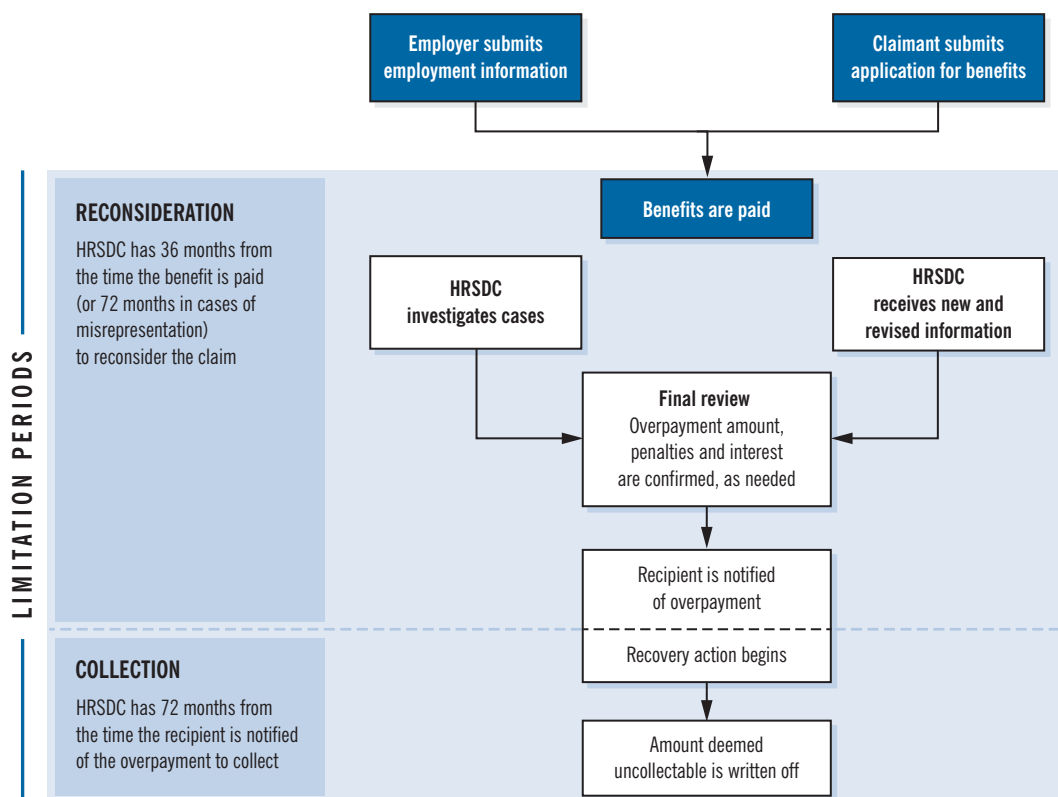 Employer submits
employment information
Claimant submits
application for benefits
LIMITATION PERIODS
RECONSIDERATION
HRSDC has 36 months from
the time the benefit is paid
(or 72 months in cases of
misrepresentation)
to reconsider the claim
Benefits are paid
HRSDC
investigates cases
HRSDC
receives new and
revised information
Final review
Overpayment amount,
penalties and interest
are confirmed, as needed
Recipient is notified
of overpayment
Recovery action begins
COLLECTION
HRSDC has 72 months from
the time the recipient is notified
of the overpayment to collect
Amount deemed
uncollectable is written off